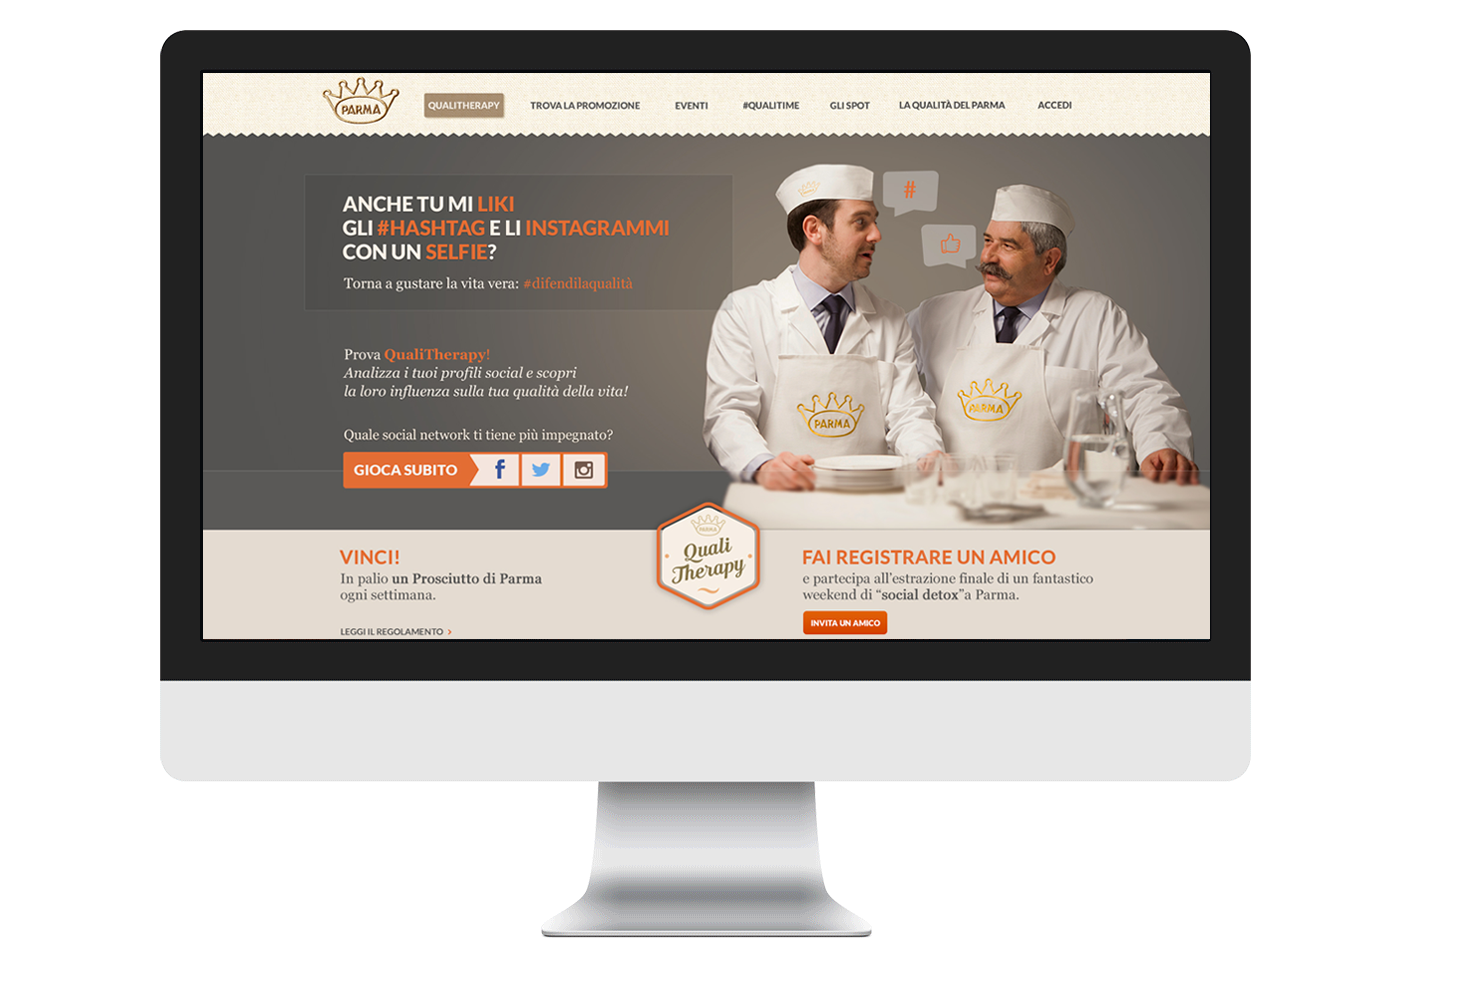 PARMA
QUALITHERAPY
TROVA LA PROMOZIONE
EVENTI
#QUALITIME
GLI SPOT
LA QUALITÀ DEL PARMA
ACCEDI
ANCHE TU MI LIKI
GLI #HASHTAG E LI INSTAGRAMMI
CON UN SELFIE?
Torna a gustare la vita vera: #difendilaqualità
#
Prova QualiTherapy!
Analizza i tuoi profili social e scopri
la loro influenza sulla tua qualità della vita!
Quale social network ti tiene più impegnato?
GIOCA SUBITO
PARMA
PARMA
PARMA
Quali
Therapy
VINCI!
In palio un Prosciutto di Parma
ogni settimana.
LEGGI IL REGOLAMENTO >
FAI REGISTRARE UN AMICO
e partecipa all'estrazione finale di un fantastico
weekend di “social detox”a Parma.
INVITA UN AMICO